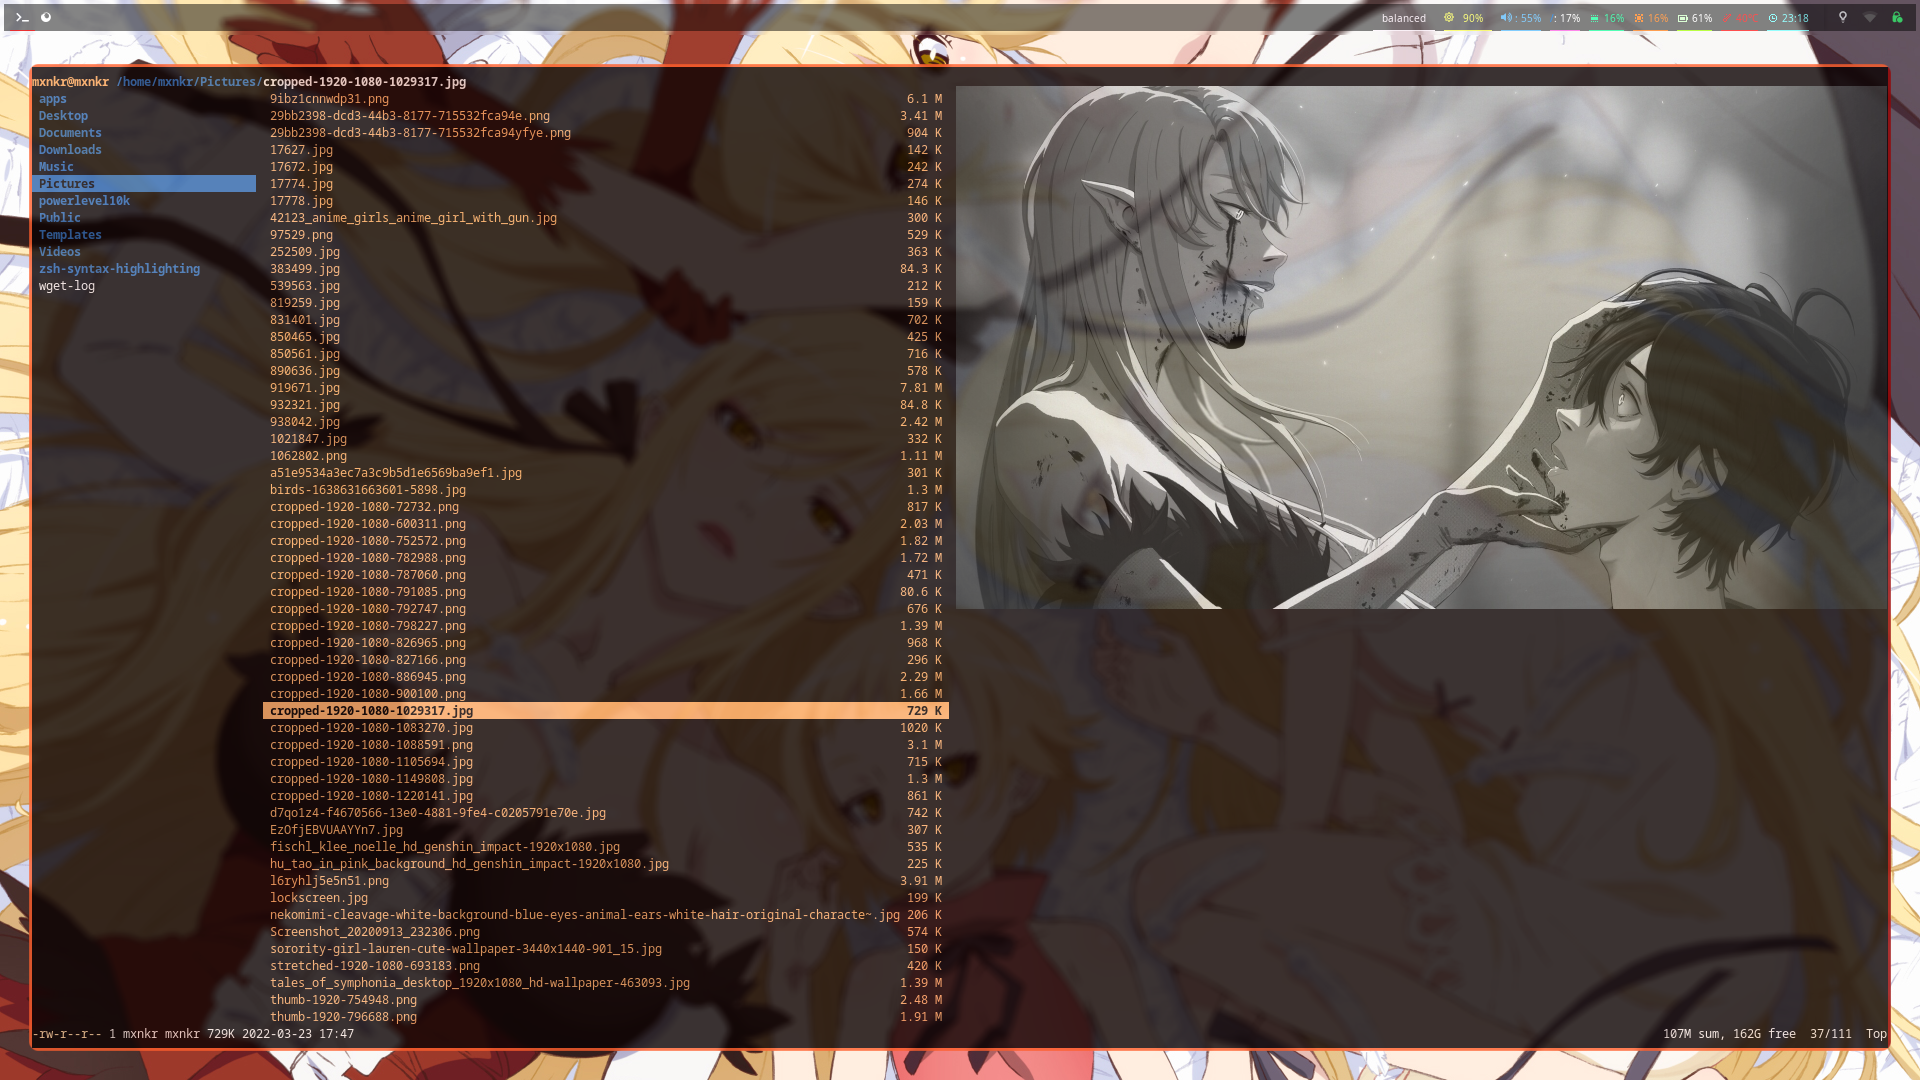 balanced 90% : 55% : 17% 16% 16% 61% 23:18
mxnkr@mxnkr /home/mxnkr/Pictures/cropped-1920-1080-1029317.jpg
apps
Desktop
Documents
Downloads
Music
Pictures
powerlevel10k
Public
Templates
Videos
zsh-syntax-highlighting
wget-log
9ibz1cnnwdp31.png 6.1 M
29bb2398-dcd3-44b3-8177-715532fca94e.png 3.41 M
29bb2398-dcd3-44b3-8177-715532fca94yfye.png 904 K
17627.jpg 142 K
17672.jpg 242 K
17774.jpg 274 K
17778.jpg 146 K
42123_anime_girls_anime_girl_with_gun.jpg 300 K
97529.png 529 K
252509.jpg 363 K
383499.jpg 84.3 K
539563.jpg 212 K
819259.jpg 159 K
831401.jpg 702 K
850465.jpg 425 K
850561.jpg 716 K
890636.jpg 578 K
919671.jpg 7.81 M
932321.jpg 84.8 K
938042.jpg 2.42 M
1021847.jpg 332 K
1062802.png 1.11 M
a51e9534a3ec7a3c9b5d1e6569ba9ef1.jpg 301 K
birds-1638631663601-5898.jpg 1.3 M
cropped-1920-1080-72732.png 817 K
cropped-1920-1080-600311.png 2.03 M
cropped-1920-1080-752572.png 1.82 M
cropped-1920-1080-782988.png 1.72 M
cropped-1920-1080-787060.png 471 K
cropped-1920-1080-791085.png 80.6 K
cropped-1920-1080-792747.png 676 K
cropped-1920-1080-798227.png 1.39 M
cropped-1920-1080-826965.png 968 K
cropped-1920-1080-827166.png 296 K
cropped-1920-1080-886945.png 2.29 M
cropped-1920-1080-900100.png 1.66 M
cropped-1920-1080-1029317.jpg 729 K
cropped-1920-1080-1083270.jpg 1020 K
cropped-1920-1080-1088591.png 3.1 M
cropped-1920-1080-1105694.jpg 715 K
cropped-1920-1080-1149808.jpg 1.3 M
cropped-1920-1080-1220141.jpg 861 K
d7qo1z4-f4670566-13e0-4881-9fe4-c0205791e70e.jpg 742 K
EzOfjEBVUAAYYn7.jpg 307 K
fischl_klee_noelle_hd_genshin_impact-1920x1080.jpg 535 K
hu_tao_in_pink_background_hd_genshin_impact-1920x1080.jpg 225 K
l6ryhlj5e5n51.png 3.91 M
lockscreen.jpg 199 K
nekomimi-cleavage-white-background-blue-eyes-animal-ears-white-hair-original-characte~.jpg 206 K
Screenshot_20200913_232306.png 574 K
sorority-girl-lauren-cute-wallpaper-3440x1440-901_15.jpg 150 K
stretched-1920-1080-693183.png 420 K
tales_of_symphonia_desktop_1920x1080_hd-wallpaper-463093.jpg 1.39 M
thumb-1920-754948.png 2.48 M
thumb-1920-796688.png 1.91 M
-rw-r--r-- 1 mxnkr mxnkr 729K 2022-03-23 17:47 107M sum, 162G free 37/111 Top